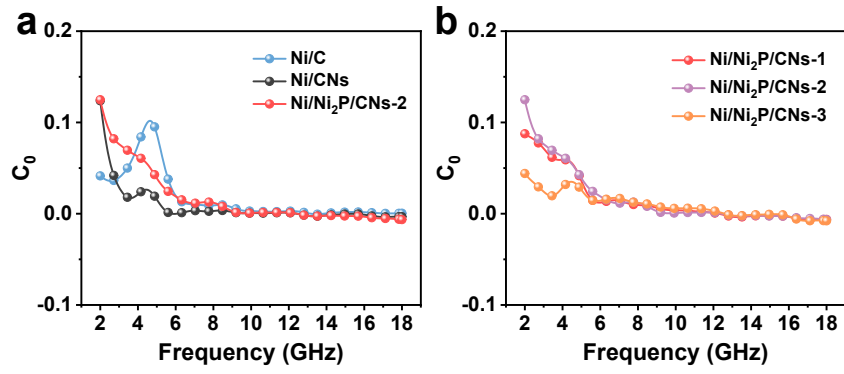 a
C₀
0.2
0.1
0.0
-0.1
Ni/C
Ni/CNs
Ni/Ni₂P/CNs-2
2 4 6 8 10 12 14 16 18
Frequency (GHz)
b
C₀
0.2
0.1
0.0
-0.1
Ni/Ni₂P/CNs-1
Ni/Ni₂P/CNs-2
Ni/Ni₂P/CNs-3
2 4 6 8 10 12 14 16 18
Frequency (GHz)